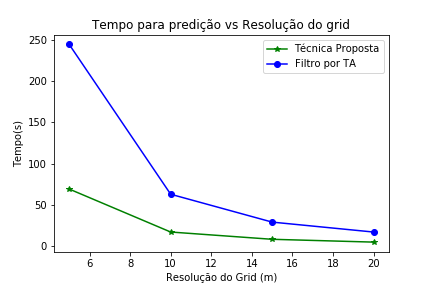 Tempo para predição vs Resolução do grid
Técnica Proposta
Filtro por TA
Tempo(s)
250
200
150
100
50
0
6 8 10 12 14 16 18 20
Resolução do Grid (m)